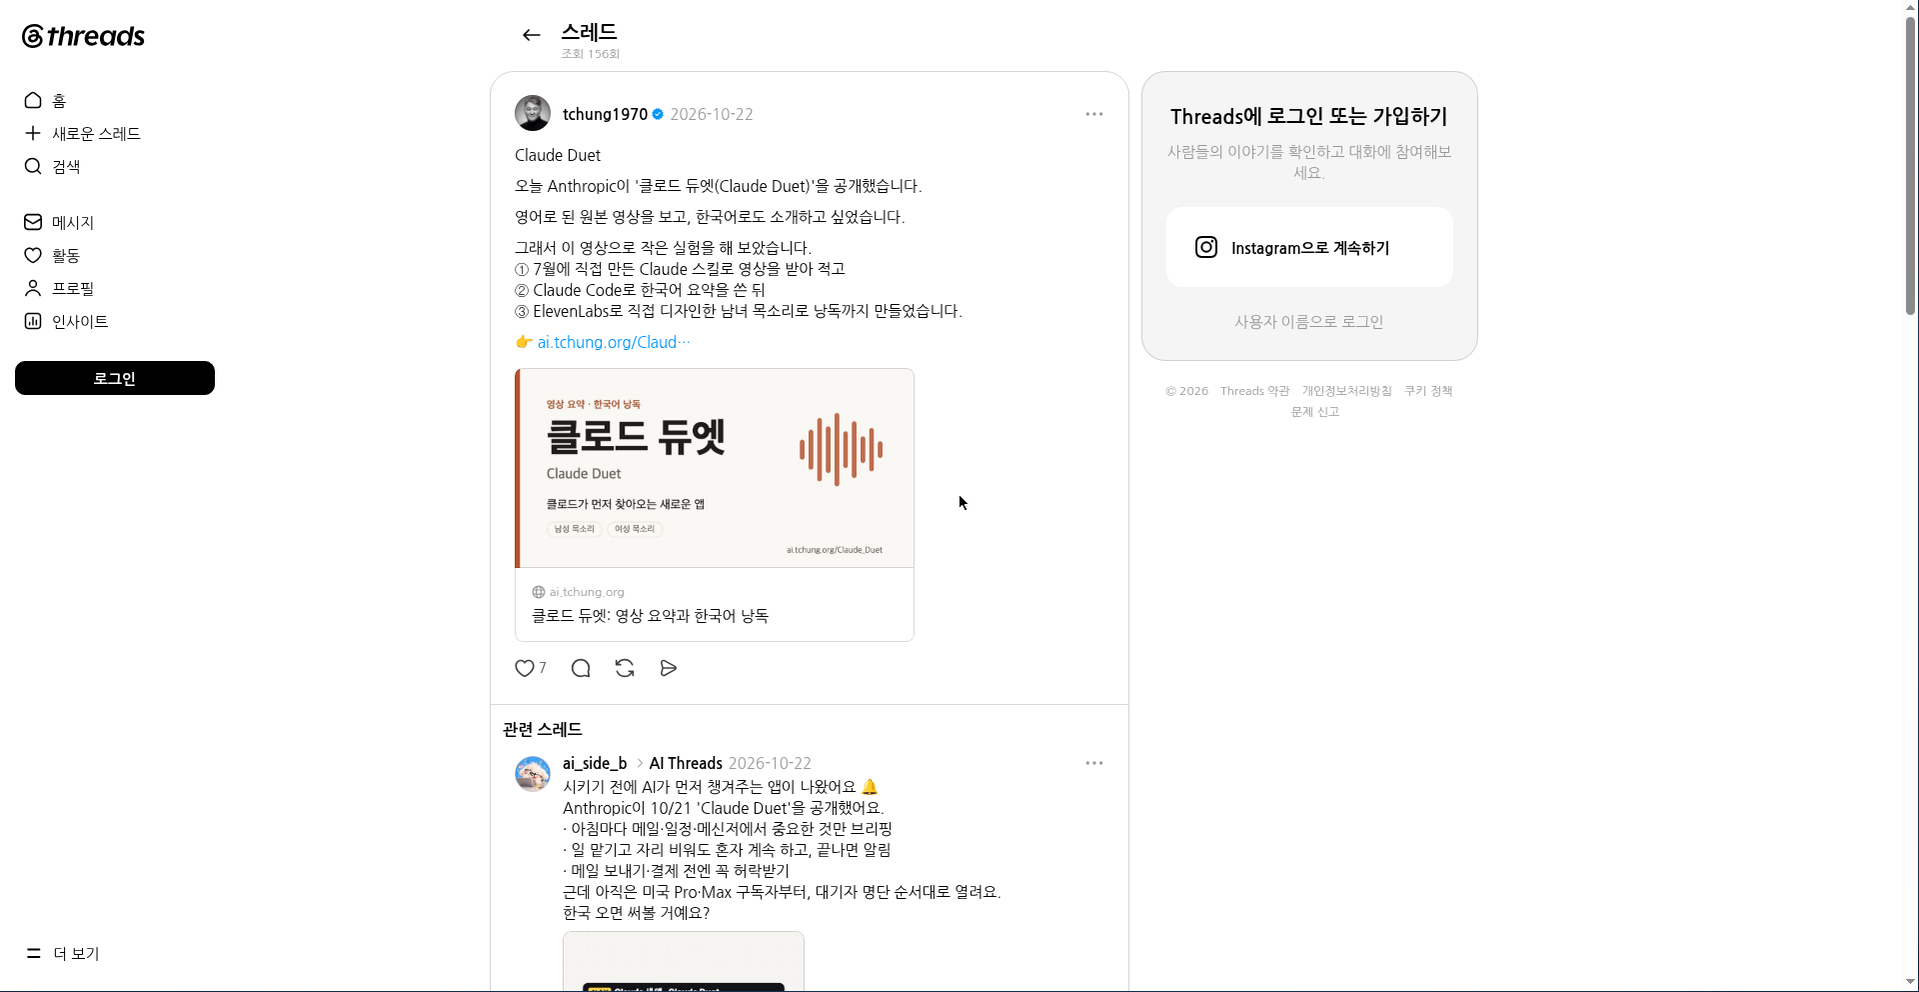 threads
홈
새로운 스레드
검색
메시지
활동
프로필
인사이트
로그인
더 보기
스레드
조회 156회
tchung1970 2026-10-22
Claude Duet
오늘 Anthropic이 '클로드 듀엣(Claude Duet)'을 공개했습니다.
영어로 된 원본 영상을 보고, 한국어로도 소개하고 싶었습니다.
그래서 이 영상으로 작은 실험을 해 보았습니다.
① 7월에 직접 만든 Claude 스킬로 영상을 받아 적고
② Claude Code로 한국어 요약을 쓴 뒤
③ ElevenLabs로 직접 디자인한 남녀 목소리로 낭독까지 만들었습니다.
👉 ai.tchung.org/Claud…
영상 요약 · 한국어 낭독
클로드 듀엣
Claude Duet
클로드가 먼저 찾아오는 새로운 앱
남성 목소리 여성 목소리
ai.tchung.org/Claude_Duet
ai.tchung.org
클로드 듀엣: 영상 요약과 한국어 낭독
7
관련 스레드
ai_side_b > AI Threads 2026-10-22
시키기 전에 AI가 먼저 챙겨주는 앱이 나왔어요 🔔
Anthropic이 10/21 'Claude Duet'을 공개했어요.
· 아침마다 메일·일정·메신저에서 중요한 것만 브리핑
· 일 맡기고 자리 비워도 혼자 계속 하고, 끝나면 알림
· 메일 보내기·결제 전엔 꼭 허락받기
근데 아직은 미국 Pro·Max 구독자부터, 대기자 명단 순서대로 열려요.
한국 오면 써볼 거예요?
Threads에 로그인 또는 가입하기
사람들의 이야기를 확인하고 대화에 참여해보
세요.
Instagram으로 계속하기
사용자 이름으로 로그인
© 2026 Threads 약관 개인정보처리방침 쿠키 정책
문제 신고